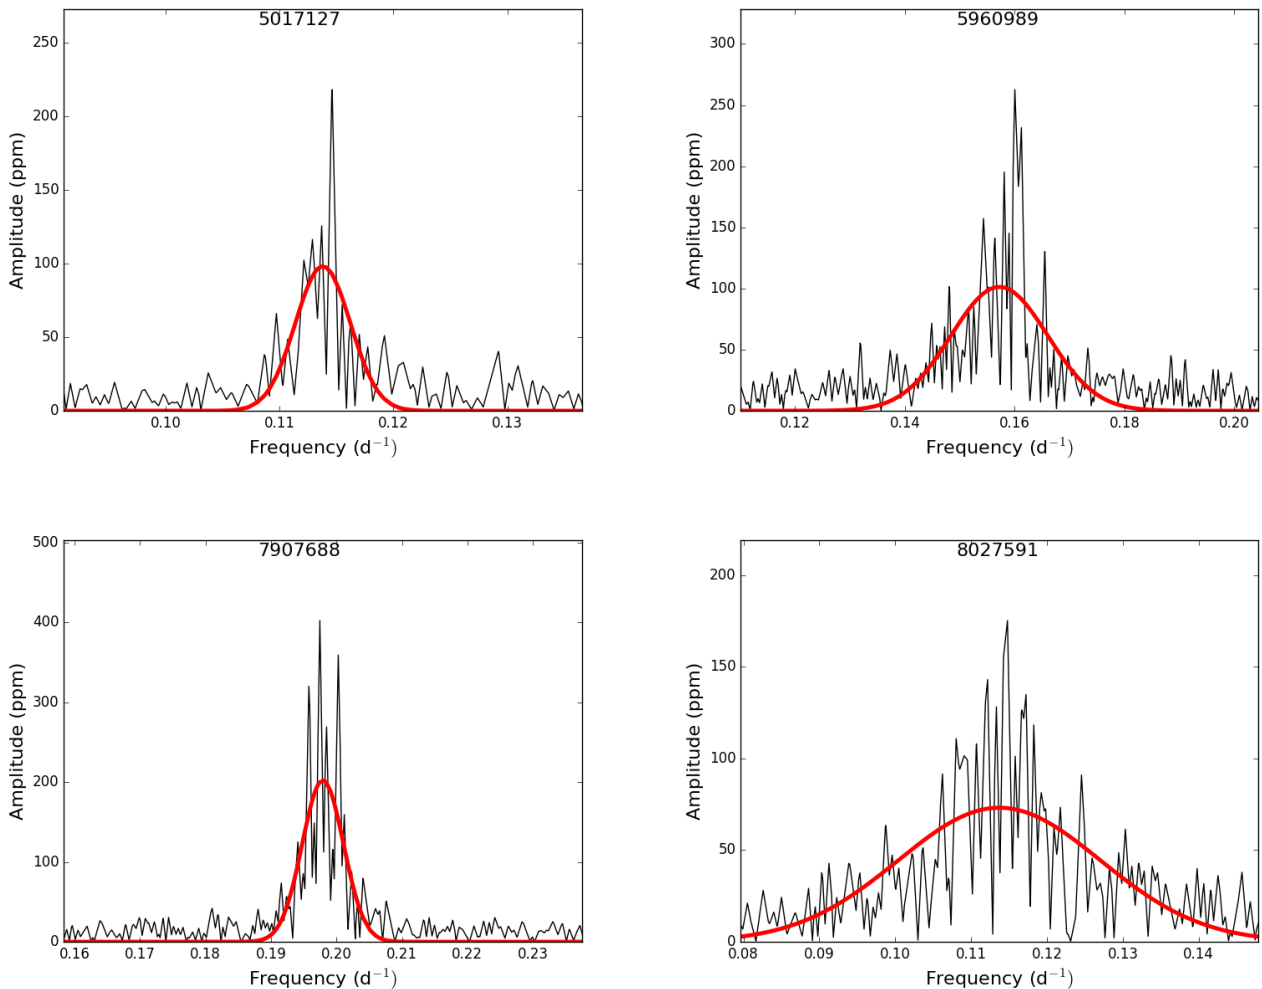 5017127
250
200
150
100
50
0
Amplitude (ppm)
0.10 0.11 0.12 0.13
Frequency (d⁻¹)
5960989
300
250
200
150
100
50
0
Amplitude (ppm)
0.12 0.14 0.16 0.18 0.20
Frequency (d⁻¹)
7907688
500
400
300
200
100
0
Amplitude (ppm)
0.16 0.17 0.18 0.19 0.20 0.21 0.22 0.23
Frequency (d⁻¹)
8027591
200
150
100
50
0
Amplitude (ppm)
0.08 0.09 0.10 0.11 0.12 0.13 0.14
Frequency (d⁻¹)